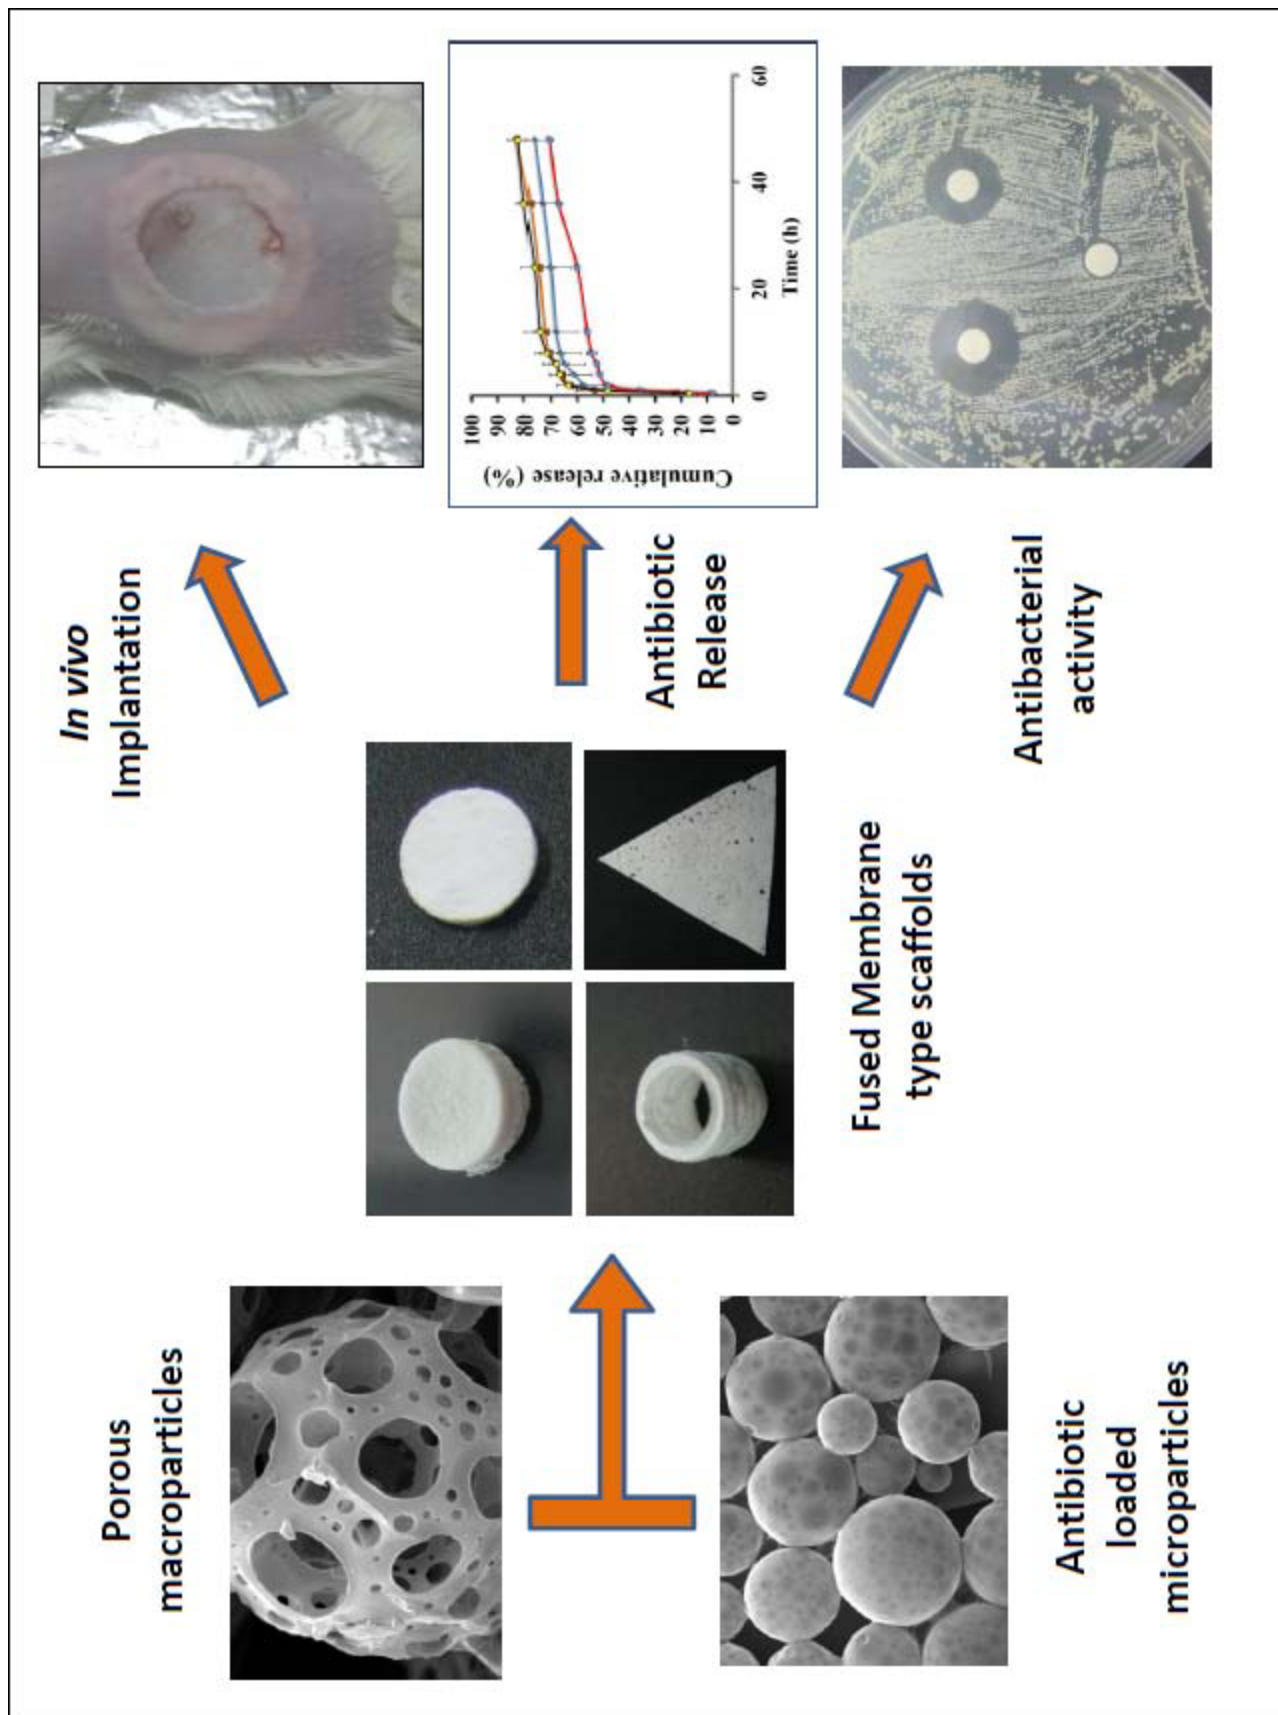 Porous
macroparticles
Antibiotic
loaded
microparticles
Fused Membrane
type scaffolds
In vivo
Implantation
Antibiotic
Release
Antibacterial
activity
Cumulative release (%)
100
90
80
70
60
50
40
30
20
10
0
0
20
40
60
Time (h)